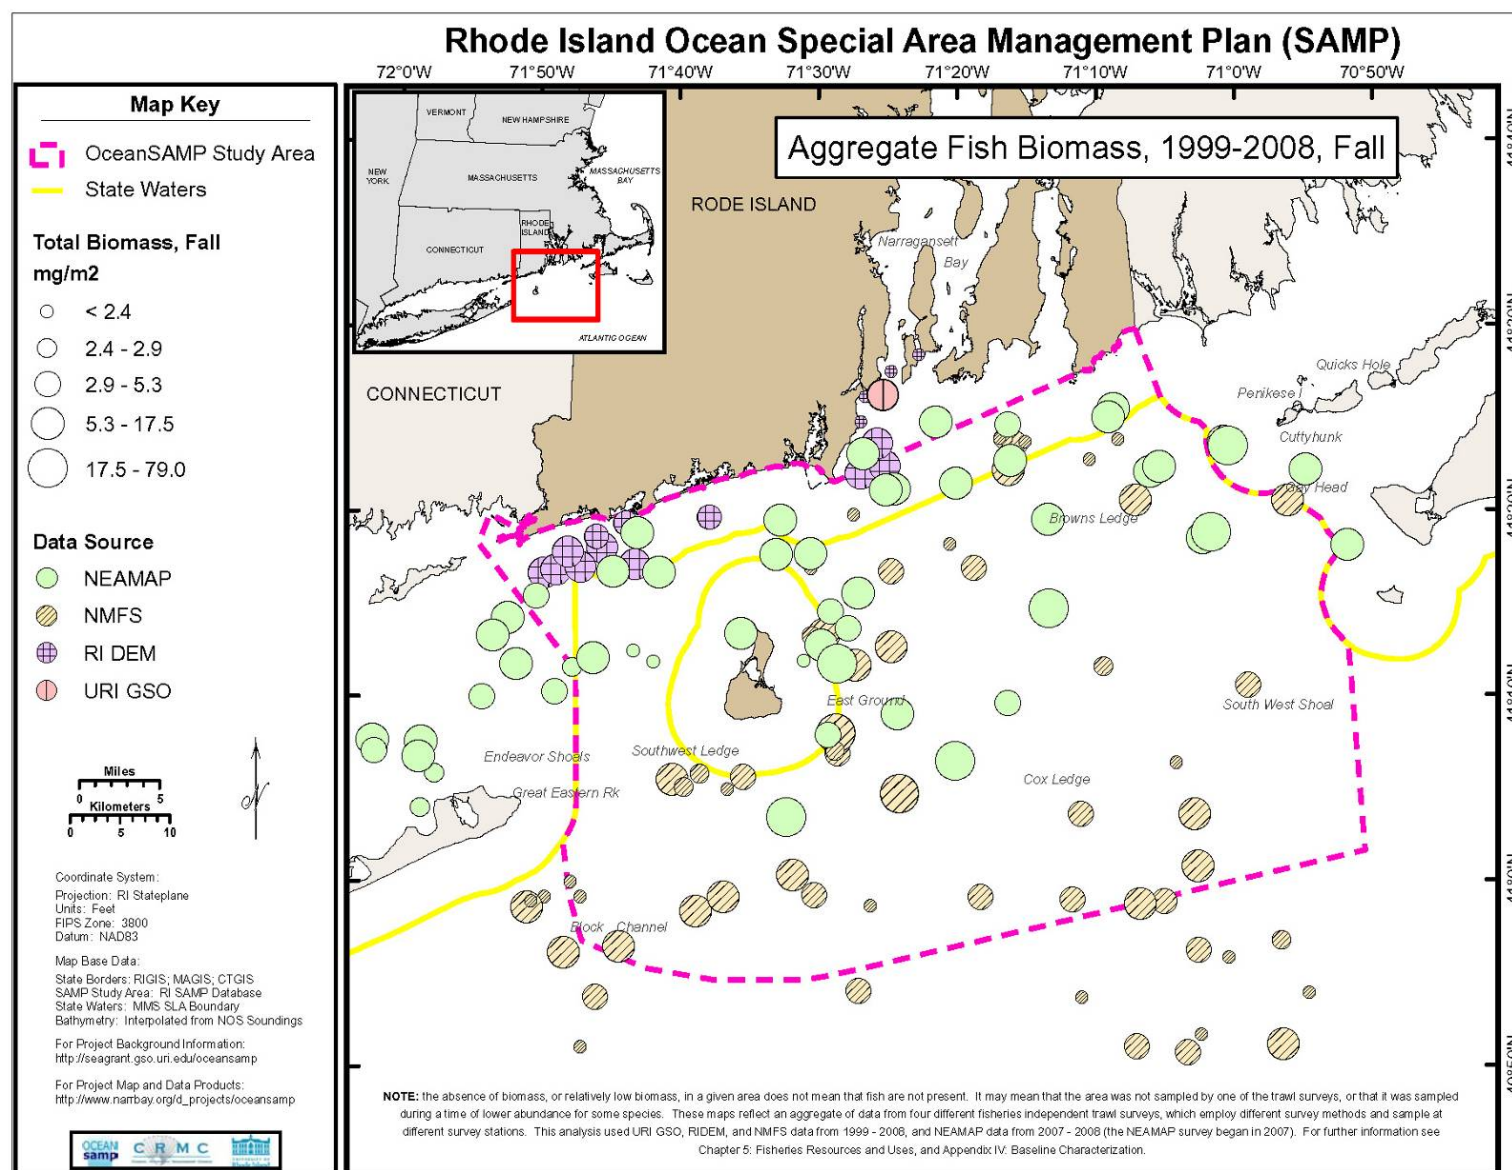 Rhode Island Ocean Special Area Management Plan (SAMP)
72°0'W 71°50'W 71°40'W 71°30'W 71°20'W 71°10'W 71°0'W 70°50'W
Map Key
OceanSAMP Study Area
State Waters
Total Biomass, Fall
mg/m2
< 2.4
2.4 - 2.9
2.9 - 5.3
5.3 - 17.5
17.5 - 79.0
Data Source
NEAMAP
NMFS
RI DEM
URI GSO
Miles
0 5
Kilometers
0 5 10
N
Coordinate System:
Projection: RI Stateplane
Units: Feet
FIPS Zone: 3800
Datum: NAD83
Map Base Data:
State Borders: RIGIS; MAGIS; CTGIS
SAMP Study Area: RI SAMP Database
State Waters: MMS SLA Boundary
Bathymetry: Interpolated from NOS Soundings
For Project Background Information:
http://seagrant.gso.uri.edu/oceansamp
For Project Map and Data Products:
http://www.narrbay.org/d_projects/oceansamp
OCEAN
samp
CRMC
VERMONT
NEW HAMPSHIRE
NEW
YORK
MASSACHUSETTS
MASSACHUSETTS
BAY
CONNECTICUT
RHODE
ISLAND
ATLANTIC OCEAN
Aggregate Fish Biomass, 1999-2008, Fall
RODE ISLAND
Narragansett
Bay
CONNECTICUT
Quicks Hole
Penikese I
Cuttyhunk
Gay Head
Browns Ledge
East Ground
South West Shoal
Southwest Ledge
Endeavor Shoals
Cox Ledge
Great Eastern Rk
Block Channel
NOTE: the absence of biomass, or relatively low biomass, in a given area does not mean that fish are not present. It may mean that the area was not sampled by one of the trawl surveys, or that it was sampled
during a time of lower abundance for some species. These maps reflect an aggregate of data from four different fisheries independent trawl surveys, which employ different survey methods and sample at
different survey stations. This analysis used URI GSO, RIDEM, and NMFS data from 1999 - 2008, and NEAMAP data from 2007 - 2008 (the NEAMAP survey began in 2007). For further information see
Chapter 5: Fisheries Resources and Uses, and Appendix IV: Baseline Characterization.